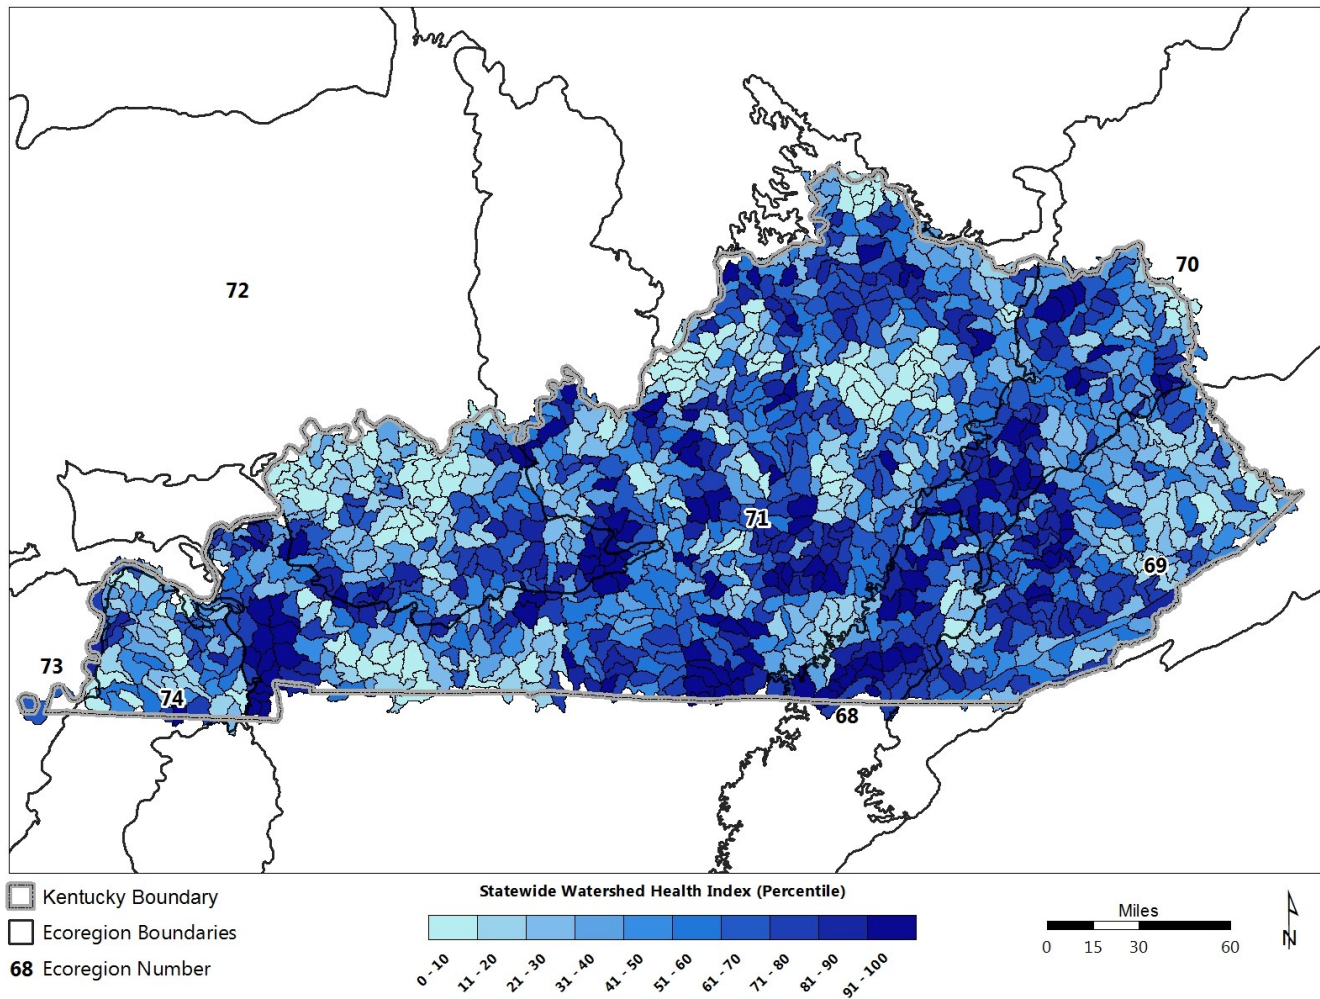 70
72
71
69
73
74
68
Kentucky Boundary
Ecoregion Boundaries
68 Ecoregion Number
Statewide Watershed Health Index (Percentile)
0 - 10
11 - 20
21 - 30
31 - 40
41 - 50
51 - 60
61 - 70
71 - 80
81 - 90
91 - 100
Miles
0 15 30 60
N